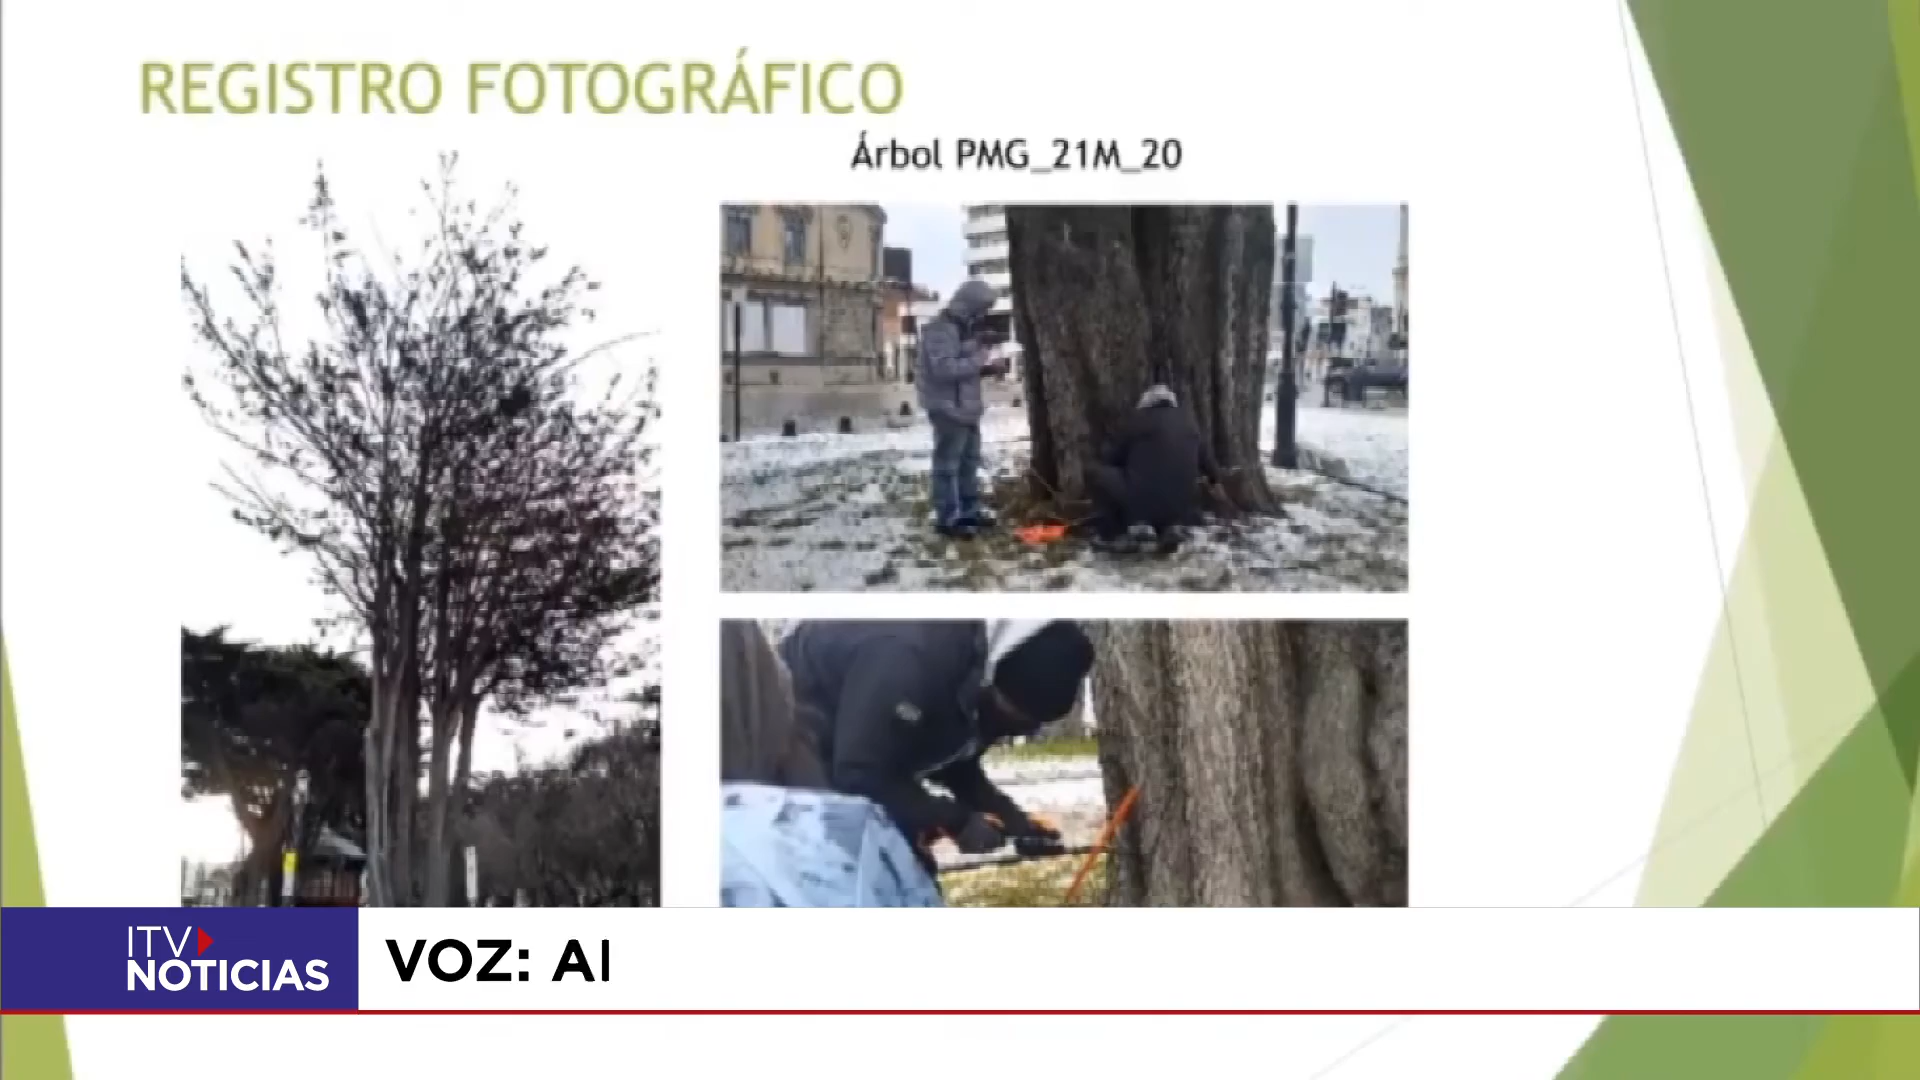 REGISTRO FOTOGRÁFICO
Árbol PMG_21M_20
ITV
NOTICIAS
VOZ: AI